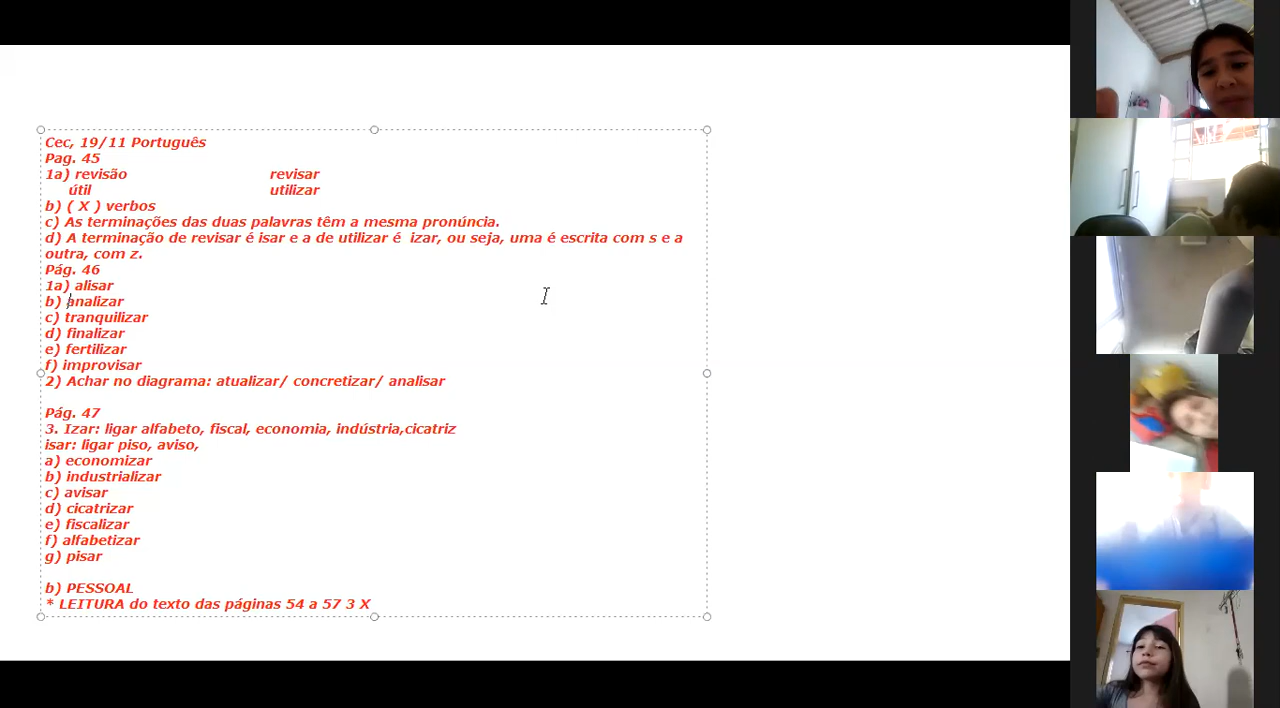 Cec, 19/11 Português
Pag. 45
1a) revisão revisar
útil utilizar
b) ( X ) verbos
c) As terminações das duas palavras têm a mesma pronúncia.
d) A terminação de revisar é isar e a de utilizar é izar, ou seja, uma é escrita com s e a
outra, com z.
Pág. 46
1a) alisar
b) analizar
c) tranquilizar
d) finalizar
e) fertilizar
f) improvisar
2) Achar no diagrama: atualizar/ concretizar/ analisar
Pág. 47
3. Izar: ligar alfabeto, fiscal, economia, indústria,cicatriz
isar: ligar piso, aviso,
a) economizar
b) industrializar
c) avisar
d) cicatrizar
e) fiscalizar
f) alfabetizar
g) pisar
b) PESSOAL
* LEITURA do texto das páginas 54 a 57 3 X